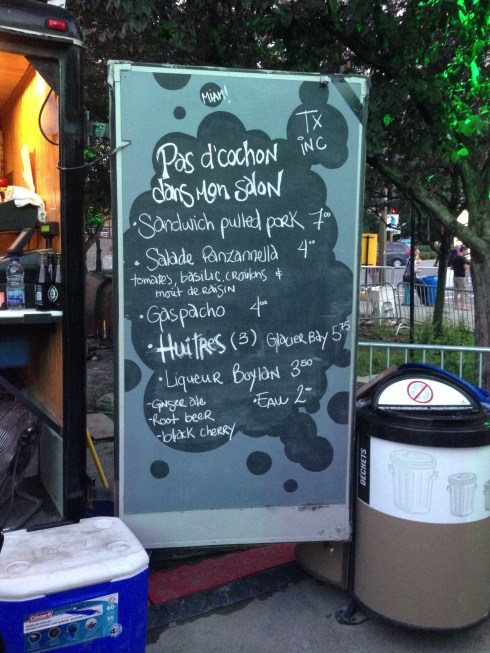 MiAM!
TX
iNC
Pas d'cochon
dans Mon salon
• Sandwich pulled pork 7.00
• Salade Panzannella 4.00
tomates, basilic, croutons &
moût de raisin
• Gaspacho 4.00
• Huîtres (3) Glacier Bay 5.75
• Liqueur Boylan 3.50
- Ginger ale
• Eau 2.00
- Root beer
- black cherry
DÉCHETS
Coleman
60